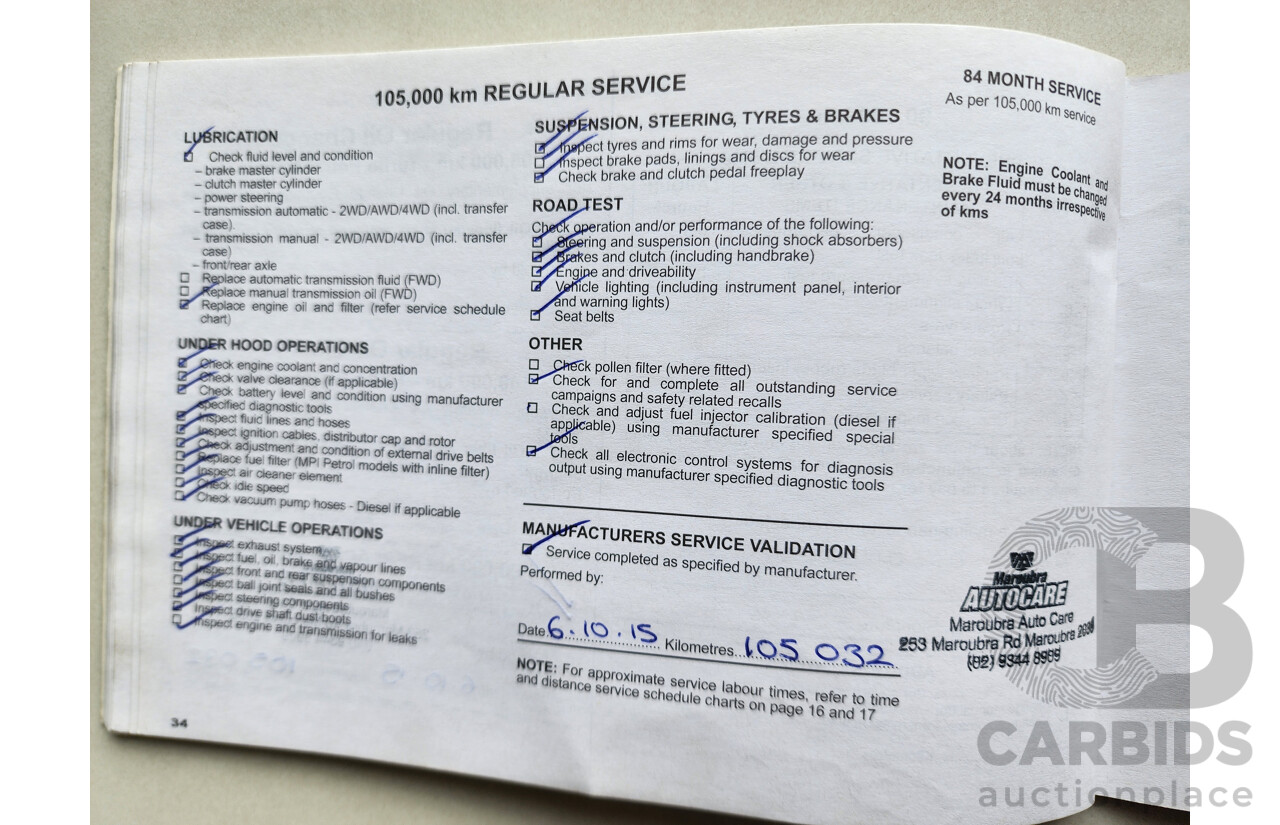 105,000 km REGULAR SERVICE
LUBRICATION
Check fluid level and condition
– brake master cylinder
– clutch master cylinder
– power steering
– transmission automatic - 2WD/AWD/4WD (incl. transfer
case).
– transmission manual - 2WD/AWD/4WD (incl. transfer
case)
– front/rear axle
Replace automatic transmission fluid (FWD)
Replace manual transmission oil (FWD)
Replace engine oil and filter (refer service schedule
chart)
UNDER HOOD OPERATIONS
Check engine coolant and concentration
Check valve clearance (if applicable)
Check battery level and condition using manufacturer
specified diagnostic tools
Inspect fluid lines and hoses
Inspect ignition cables, distributor cap and rotor
Check adjustment and condition of external drive belts
Replace fuel filter (MPI Petrol models with inline filter)
Inspect air cleaner element
Check idle speed
Check vacuum pump hoses - Diesel if applicable
UNDER VEHICLE OPERATIONS
Inspect exhaust system
Inspect fuel, oil, brake and vapour lines
Inspect front and rear suspension components
Inspect ball joint seals and all bushes
Inspect steering components
Inspect drive shaft dust boots
Inspect engine and transmission for leaks
34
SUSPENSION, STEERING, TYRES & BRAKES
Inspect tyres and rims for wear, damage and pressure
Inspect brake pads, linings and discs for wear
Check brake and clutch pedal freeplay
ROAD TEST
Check operation and/or performance of the following:
Steering and suspension (including shock absorbers)
Brakes and clutch (including handbrake)
Engine and driveability
Vehicle lighting (including instrument panel, interior
and warning lights)
Seat belts
OTHER
Check pollen filter (where fitted)
Check for and complete all outstanding service
campaigns and safety related recalls
Check and adjust fuel injector calibration (diesel if
applicable) using manufacturer specified special
tools
Check all electronic control systems for diagnosis
output using manufacturer specified diagnostic tools
MANUFACTURERS SERVICE VALIDATION
Service completed as specified by manufacturer.
Performed by:
Date 6.10.15 Kilometres 105 032
NOTE: For approximate service labour times, refer to time
and distance service schedule charts on page 16 and 17
84 MONTH SERVICE
As per 105,000 km service
NOTE: Engine Coolant and
Brake Fluid must be changed
every 24 months irrespective
of kms
Maroubra
AUTOCARE
Maroubra Auto Care
253 Maroubra Rd Maroubra 2035
(02) 9344 8909
CARBIDS
auctionplace